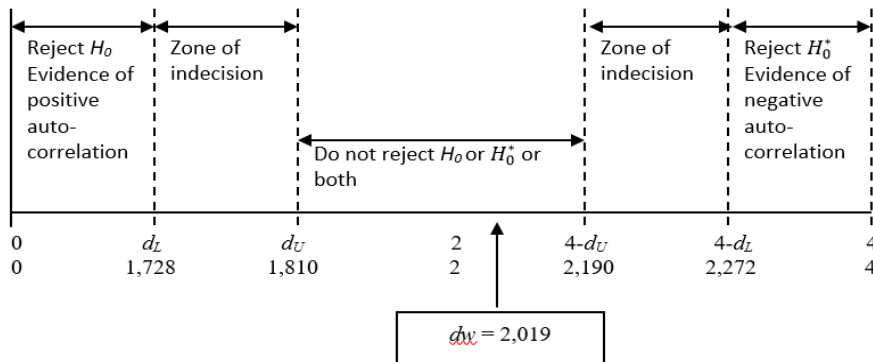 Reject H₀
Evidence of
positive
auto-
correlation
Zone of
indecision
Do not reject H₀ or H₀* or
both
Zone of
indecision
Reject H₀*
Evidence of
negative
auto-
correlation
0 dL dU 2 4-dU 4-dL 4
0 1,728 1,810 2 2,190 2,272 4
dw = 2,019